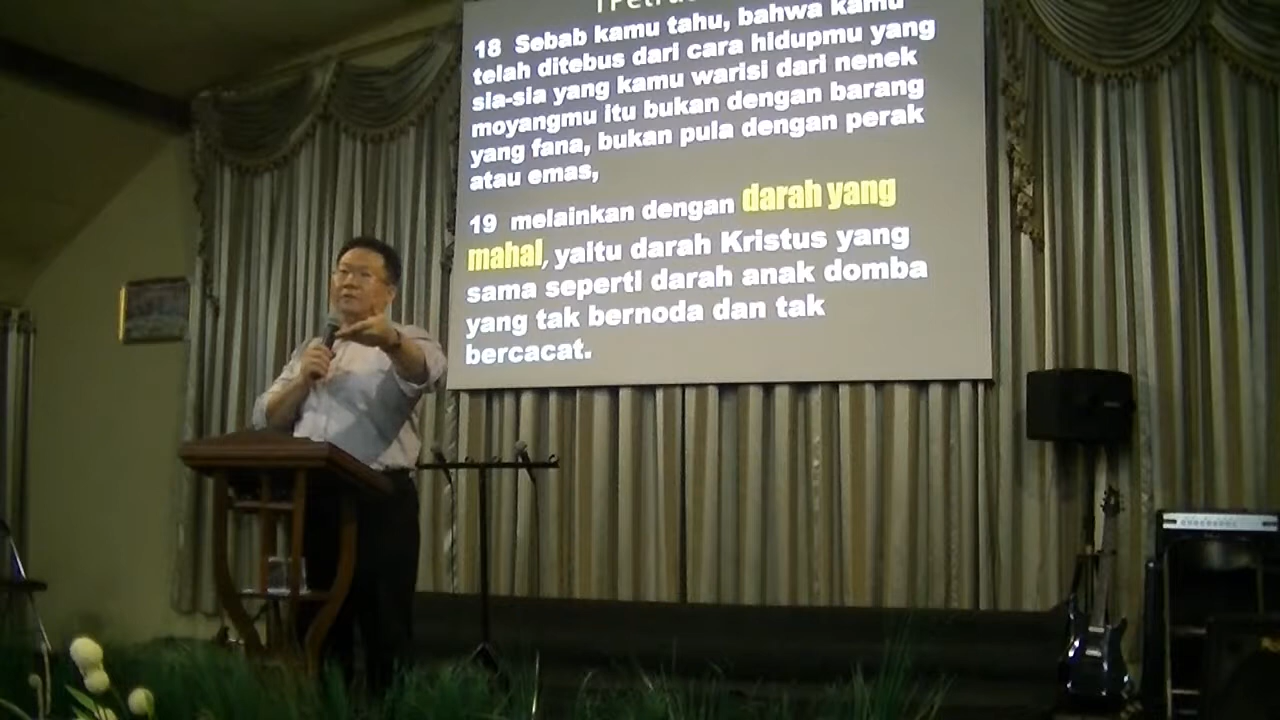 1 Petrus
18 Sebab kamu tahu, bahwa kamu
telah ditebus dari cara hidupmu yang
sia-sia yang kamu warisi dari nenek
moyangmu itu bukan dengan barang
yang fana, bukan pula dengan perak
atau emas,
19 melainkan dengan darah yang
mahal, yaitu darah Kristus yang
sama seperti darah anak domba
yang tak bernoda dan tak
bercacat.